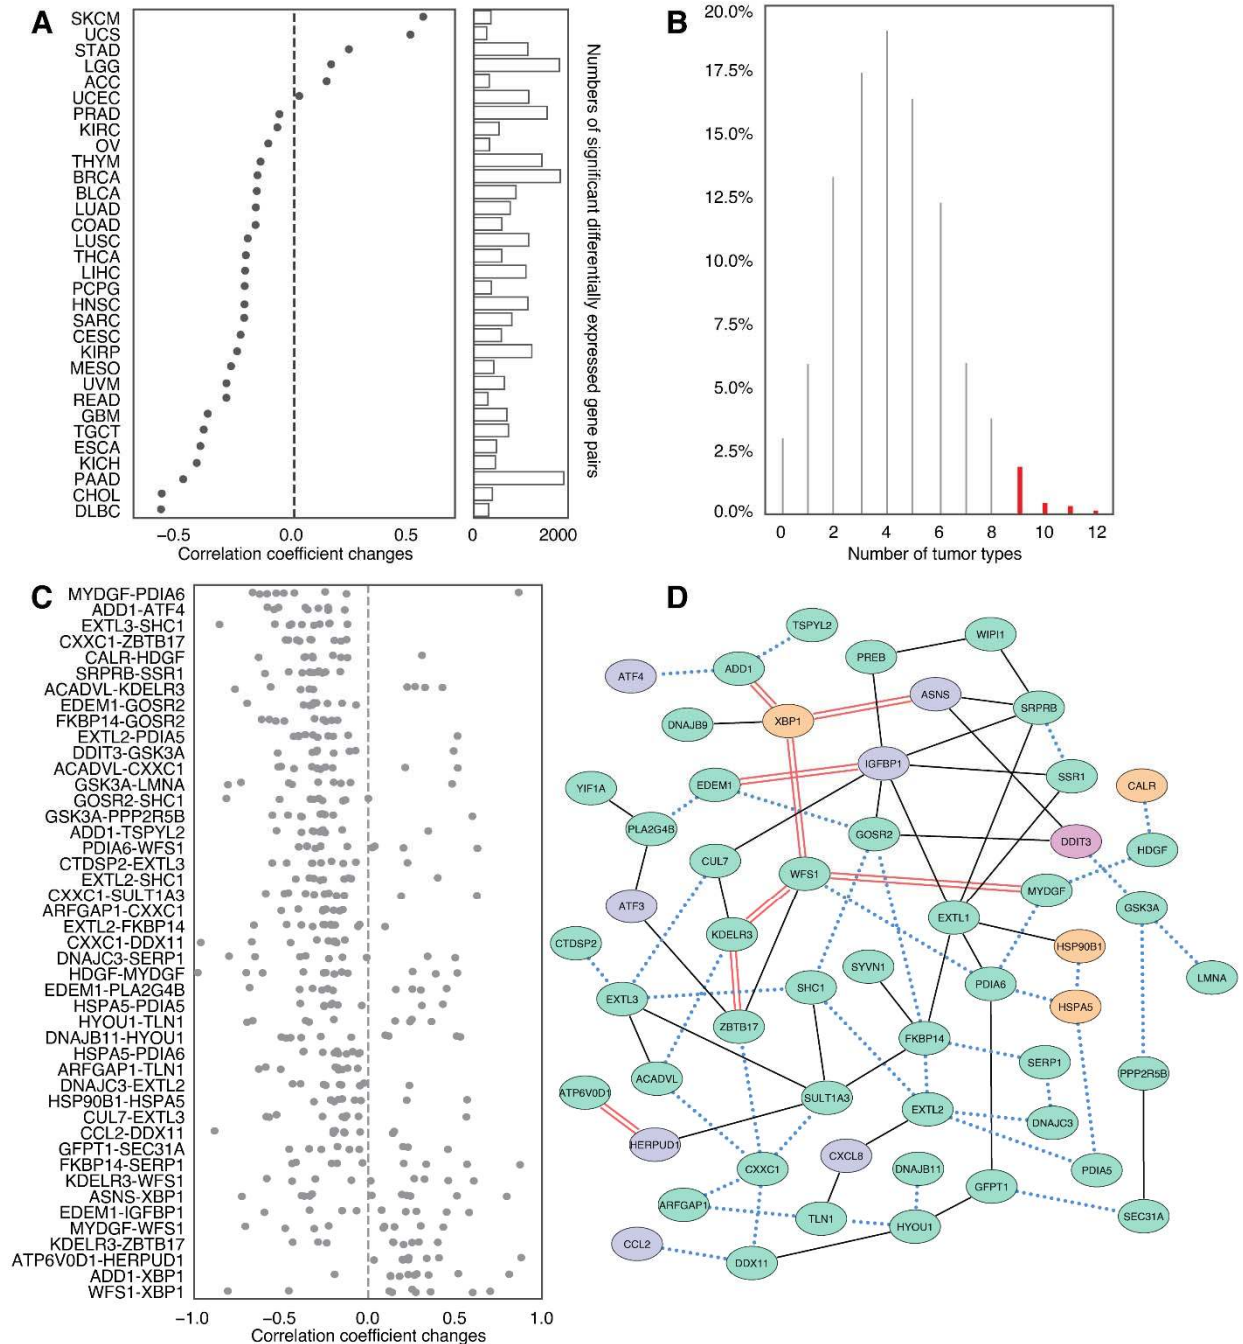 A
SKCM
UCS
STAD
LGG
ACC
UCEC
PRAD
KIRC
OV
THYM
BRCA
BLCA
LUAD
COAD
LUSC
THCA
LIHC
PCPG
HNSC
SARC
CESC
KIRP
MESO
UVM
READ
GBM
TGCT
ESCA
KICH
PAAD
CHOL
DLBC
−0.5 0.0 0.5
Correlation coefficient changes
0 2000
Numbers of significant differentially expressed gene pairs
B
20.0%
17.5%
15.0%
12.5%
10.0%
7.5%
5.0%
2.5%
0.0%
0 2 4 6 8 10 12
Number of tumor types
C
MYDGF-PDIA6
ADD1-ATF4
EXTL3-SHC1
CXXC1-ZBTB17
CALR-HDGF
SRPRB-SSR1
ACADVL-KDELR3
EDEM1-GOSR2
FKBP14-GOSR2
EXTL2-PDIA5
DDIT3-GSK3A
ACADVL-CXXC1
GSK3A-LMNA
GOSR2-SHC1
GSK3A-PPP2R5B
ADD1-TSPYL2
PDIA6-WFS1
CTDSP2-EXTL3
EXTL2-SHC1
CXXC1-SULT1A3
ARFGAP1-CXXC1
EXTL2-FKBP14
CXXC1-DDX11
DNAJC3-SERP1
HDGF-MYDGF
EDEM1-PLA2G4B
HSPA5-PDIA5
HYOU1-TLN1
DNAJB11-HYOU1
HSPA5-PDIA6
ARFGAP1-TLN1
DNAJC3-EXTL2
HSP90B1-HSPA5
CUL7-EXTL3
CCL2-DDX11
GFPT1-SEC31A
FKBP14-SERP1
KDELR3-WFS1
ASNS-XBP1
EDEM1-IGFBP1
MYDGF-WFS1
KDELR3-ZBTB17
ATP6V0D1-HERPUD1
ADD1-XBP1
WFS1-XBP1
−1.0 −0.5 0.0 0.5 1.0
Correlation coefficient changes
D
TSPYL2
WIPI1
PREB
ATF4
ADD1
ASNS
SRPRB
DNAJB9
XBP1
IGFBP1
SSR1
EDEM1
YIF1A
CALR
PLA2G4B
GOSR2
DDIT3
HDGF
CUL7
WFS1
MYDGF
ATF3
GSK3A
EXTL1
KDELR3
CTDSP2
HSP90B1
SYVN1
LMNA
SHC1
PDIA6
EXTL3
HSPA5
ZBTB17
FKBP14
SERP1
PPP2R5B
ACADVL
ATP6V0D1
SULT1A3
EXTL2
DNAJC3
HERPUD1
CXCL8
CXXC1
DNAJB11
PDIA5
GFPT1
ARFGAP1
TLN1
SEC31A
HYOU1
CCL2
DDX11